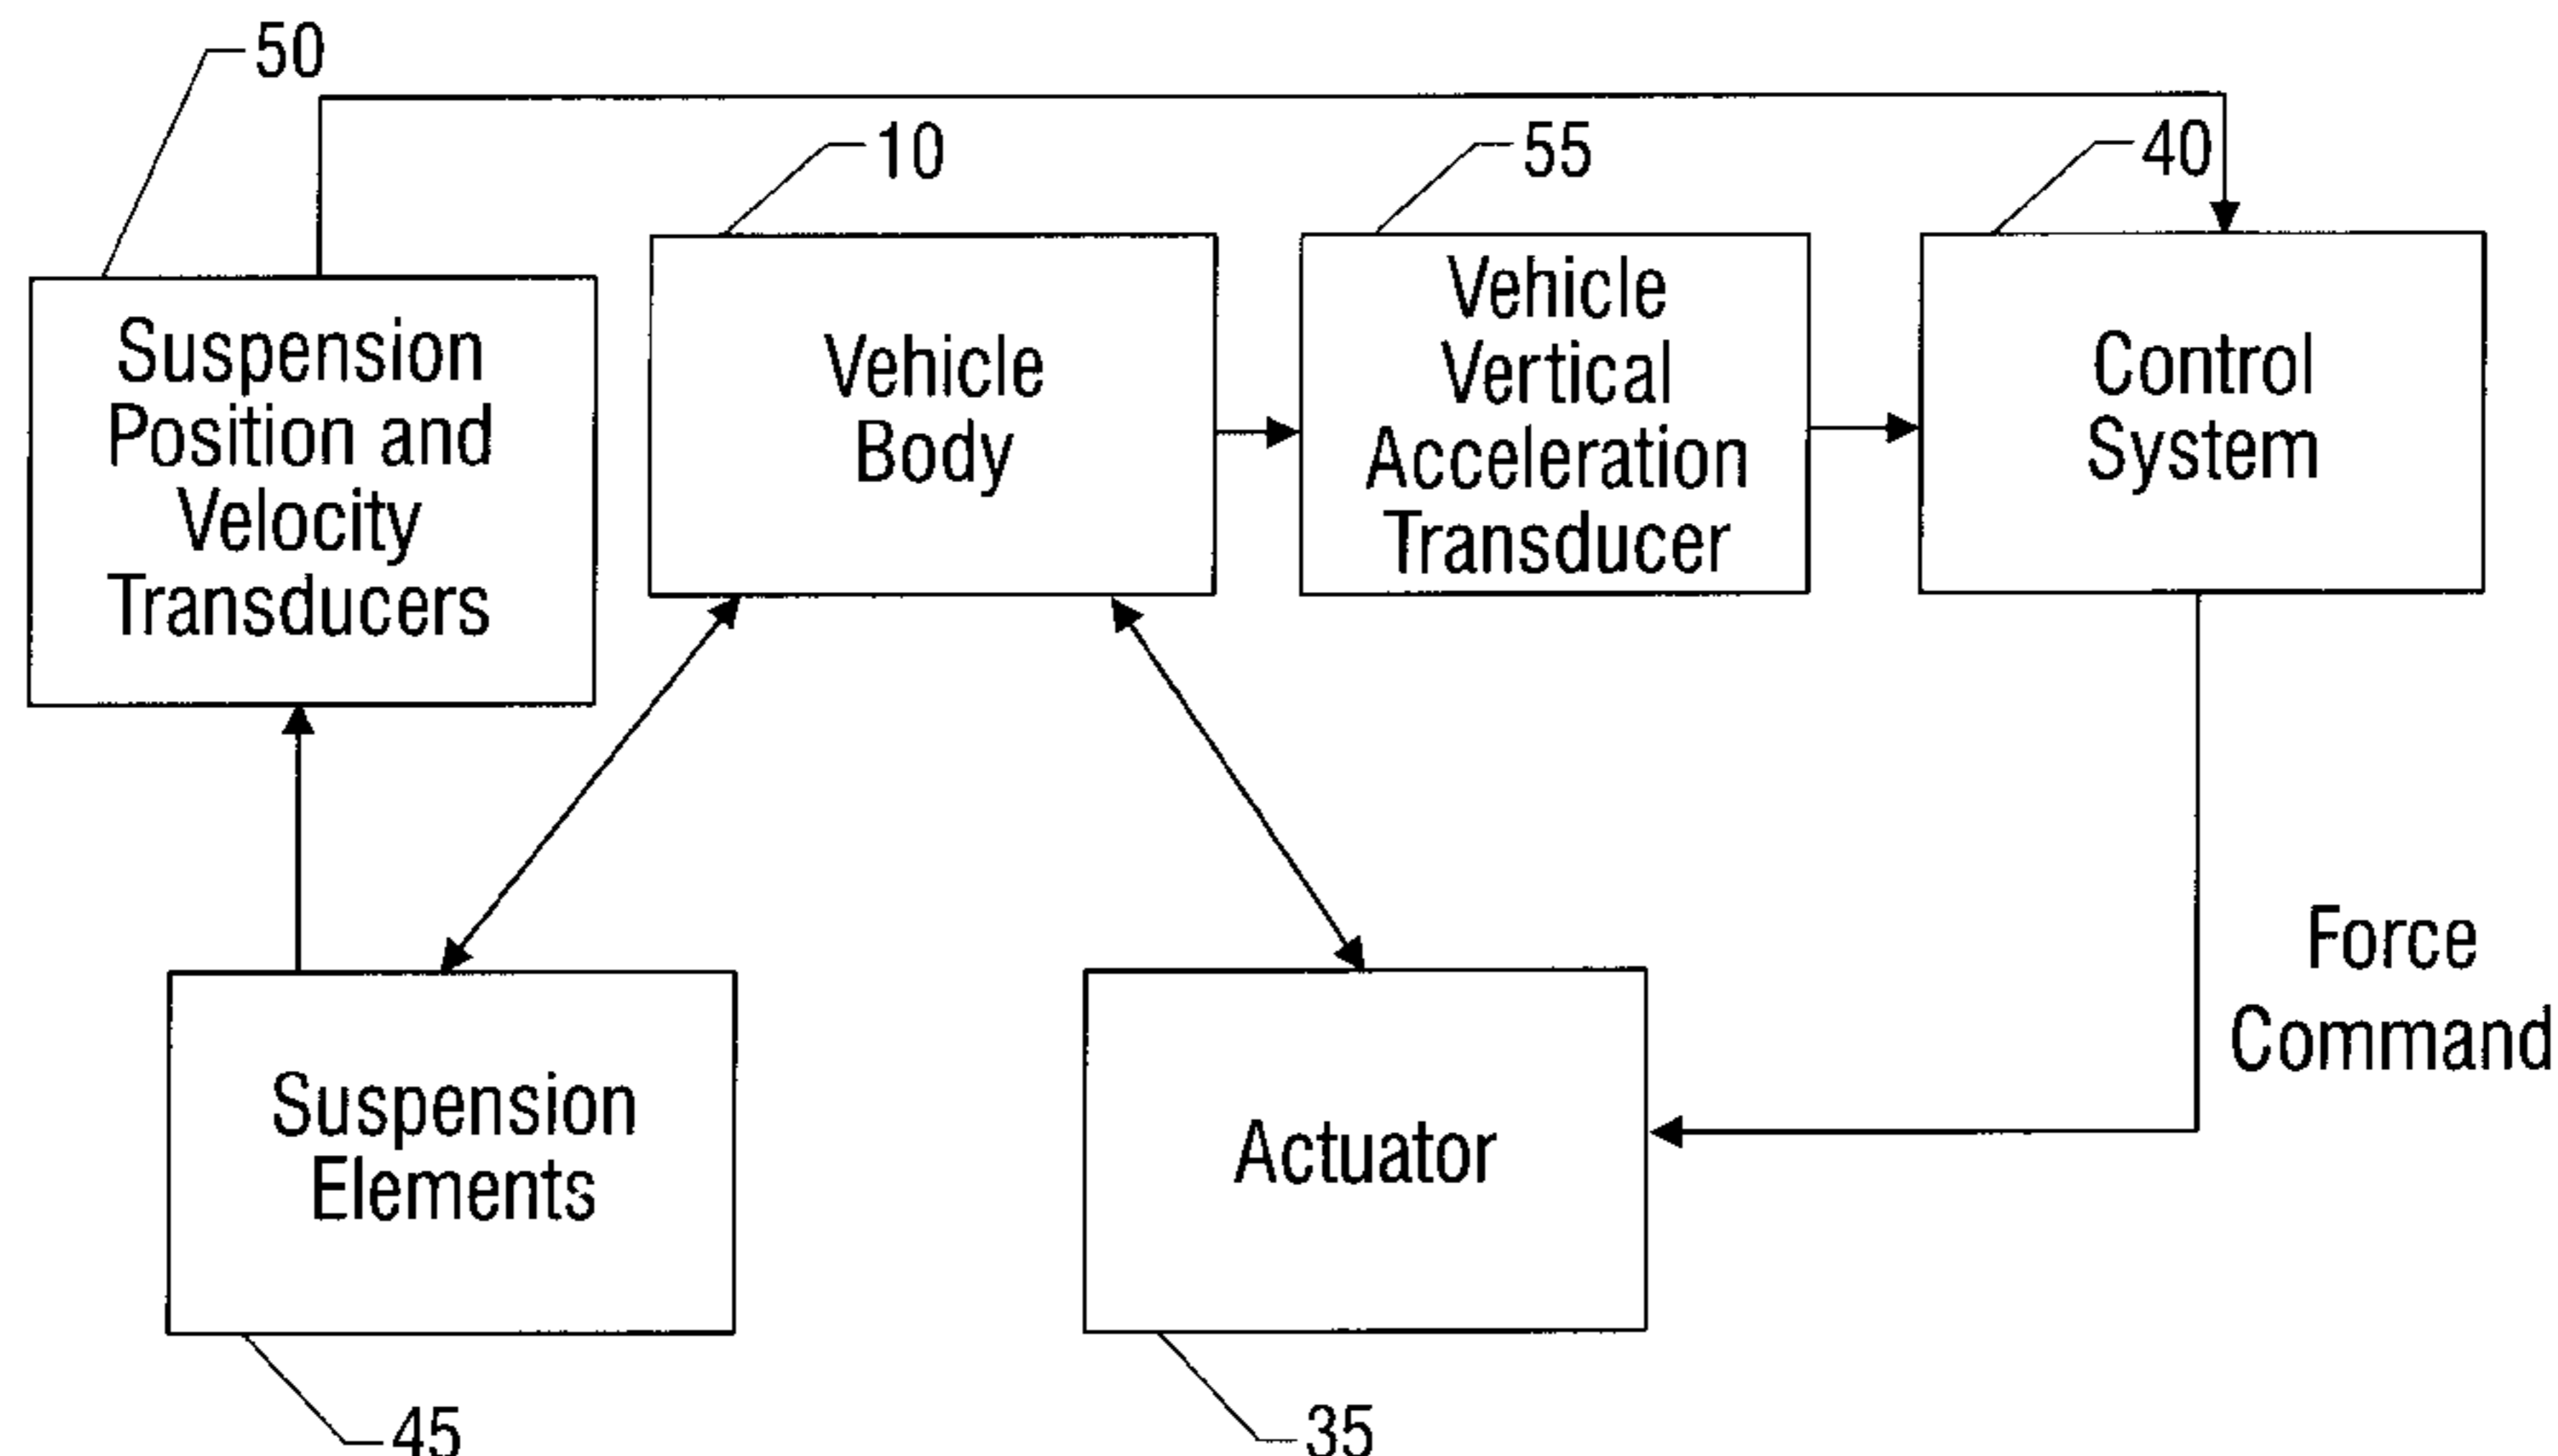 50
10
55
40
Suspension
Position and
Velocity
Transducers
Vehicle
Body
Vehicle
Vertical
Acceleration
Transducer
Control
System
Force
Command
Suspension
Elements
Actuator
45
35